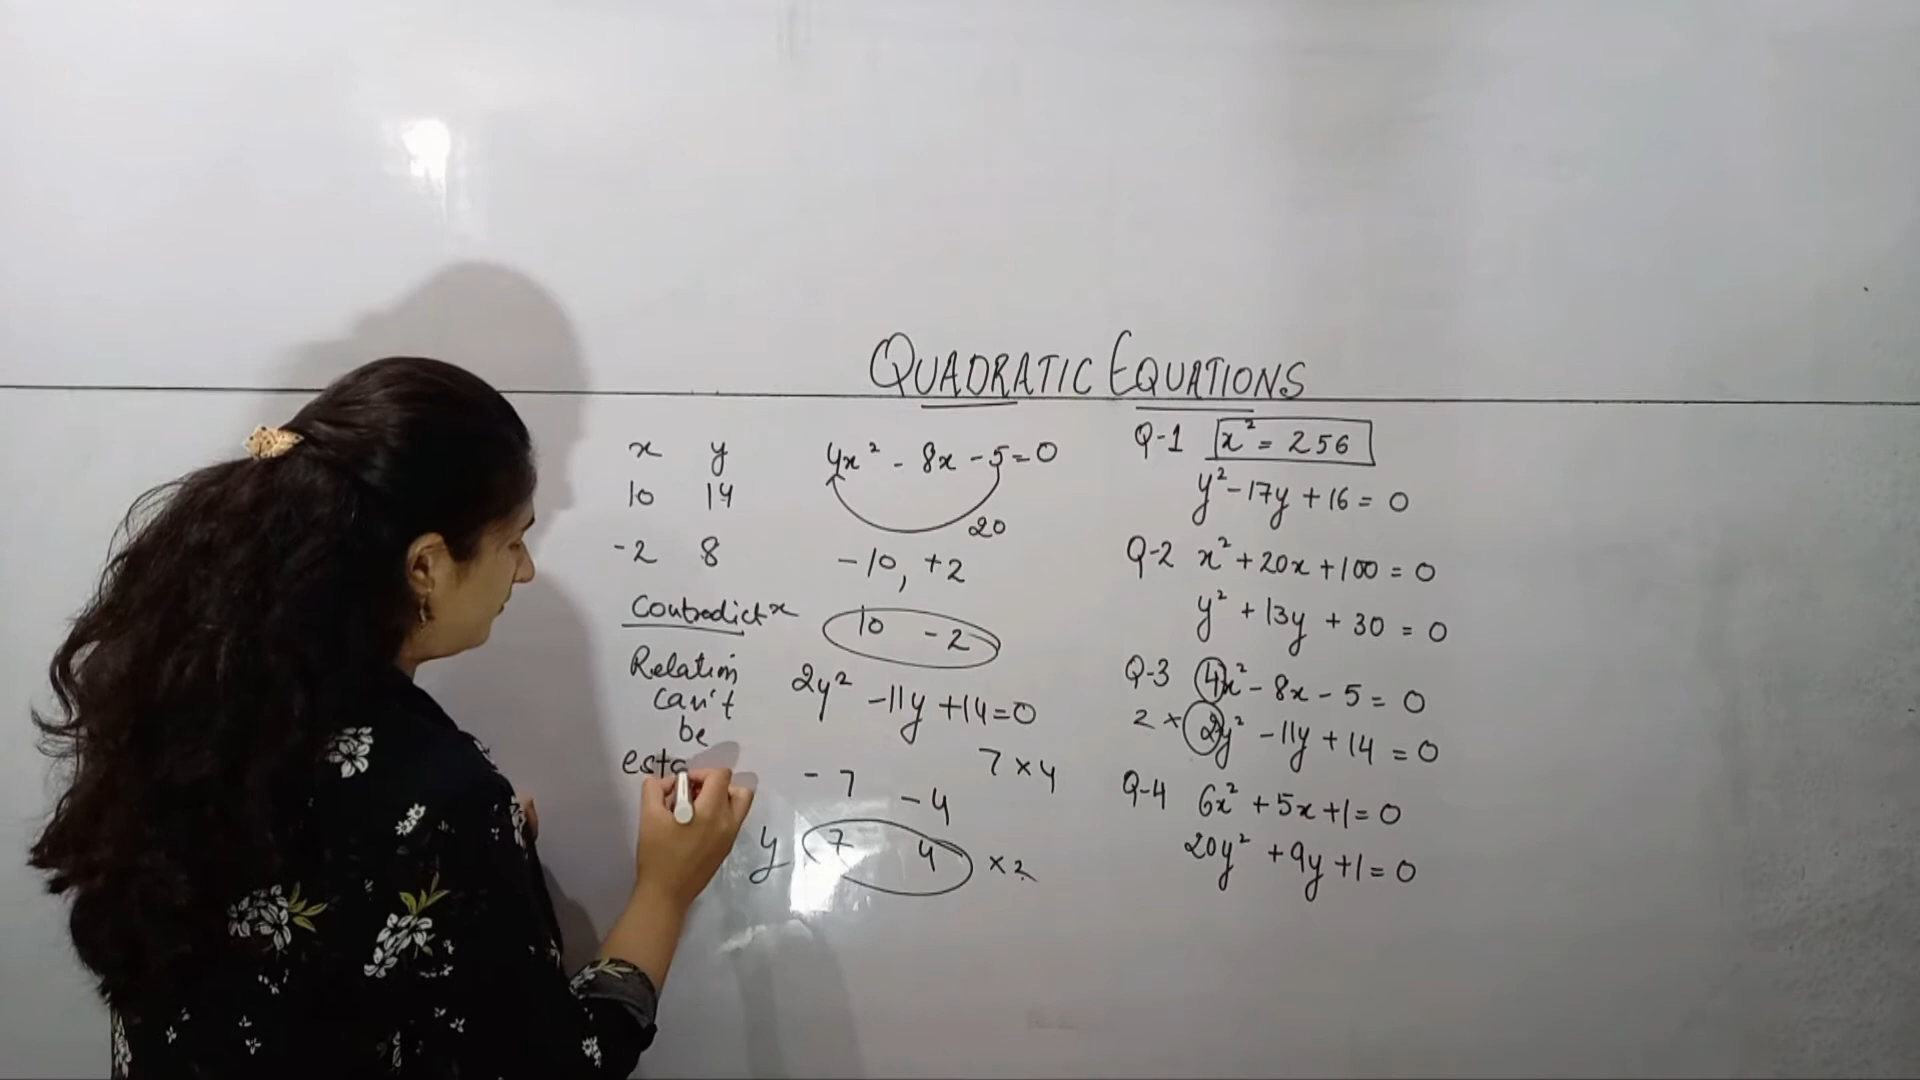 QUADRATIC EQUATIONS
x y
10 14
-2 8
Contradict x
Relation
can't
be
esta
4x² - 8x - 5 = 0
20
-10, +2
10 -2
2y² - 11y + 14 = 0
7 × 4
-7 -4
y 7 4 × 2
Q-1 x² = 256
y² - 17y + 16 = 0
Q-2 x² + 20x + 100 = 0
y² + 13y + 30 = 0
Q-3 4x² - 8x - 5 = 0
2 × 2y² - 11y + 14 = 0
Q-4 6x² + 5x + 1 = 0
20y² + 9y + 1 = 0